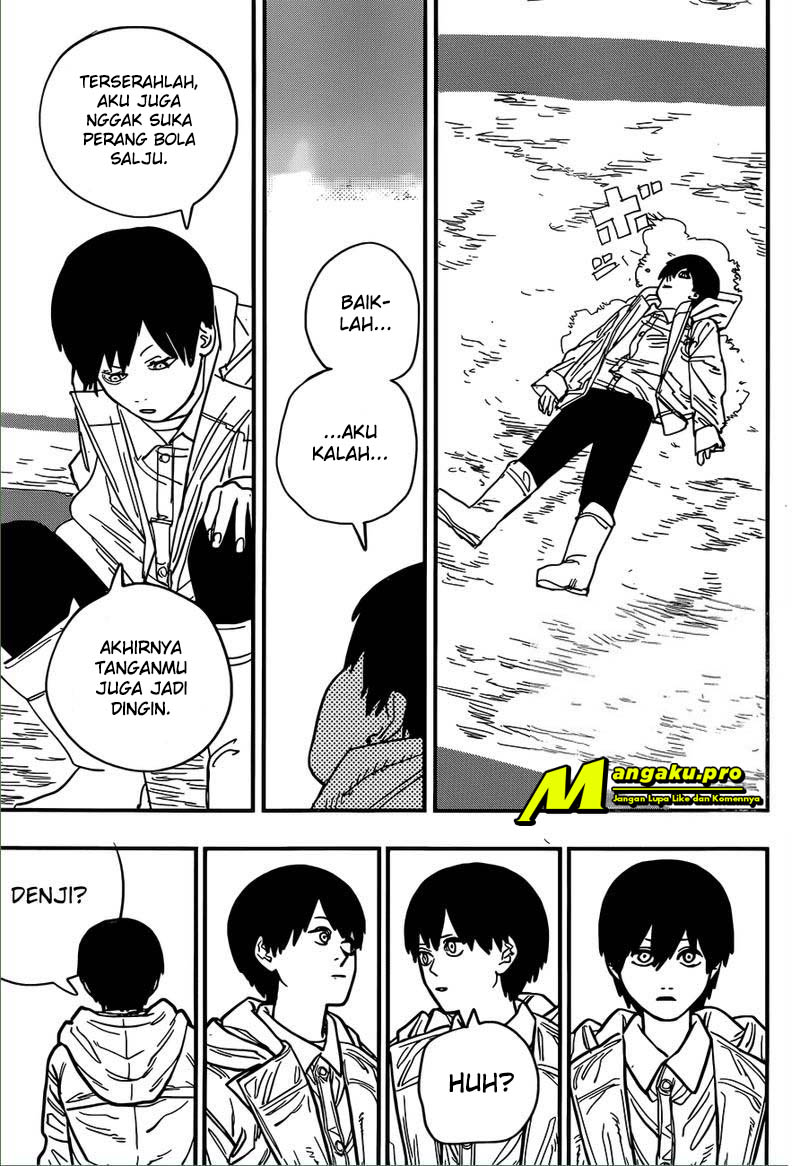 BAIK-
LAH...
...AKU
KALAH...
TERSERAHLAH,
AKU JUGA
NGGAK SUKA
PERANG BOLA
SALJU.
AKHIRNYA
TANGANMU
JUGA JADI
DINGIN.
Mangaku.pro
Jangan Lupa Like dan Komennya
HUH?
DENJI?